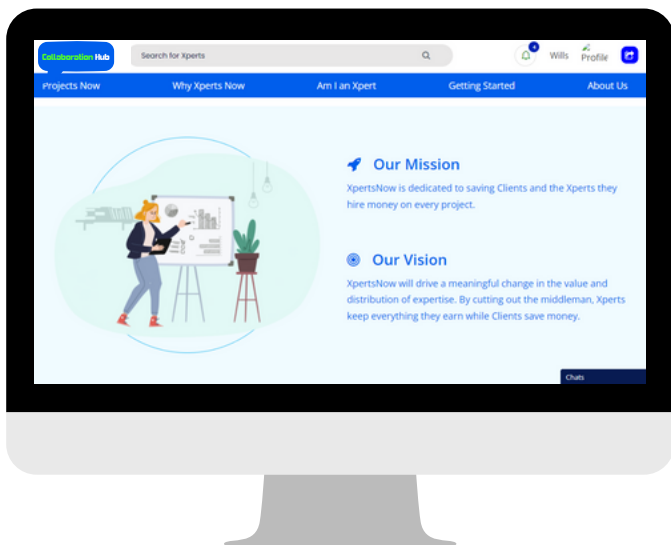 Collaboration Hub
Search for Xperts
Wills
Profile
Projects Now
Why Xperts Now
Am I an Xpert
Getting Started
About Us
Our Mission
XpertsNow is dedicated to saving Clients and the Xperts they
hire money on every project.
Our Vision
XpertsNow will drive a meaningful change in the value and
distribution of expertise. By cutting out the middleman, Xperts
keep everything they earn while Clients save money.
Chats